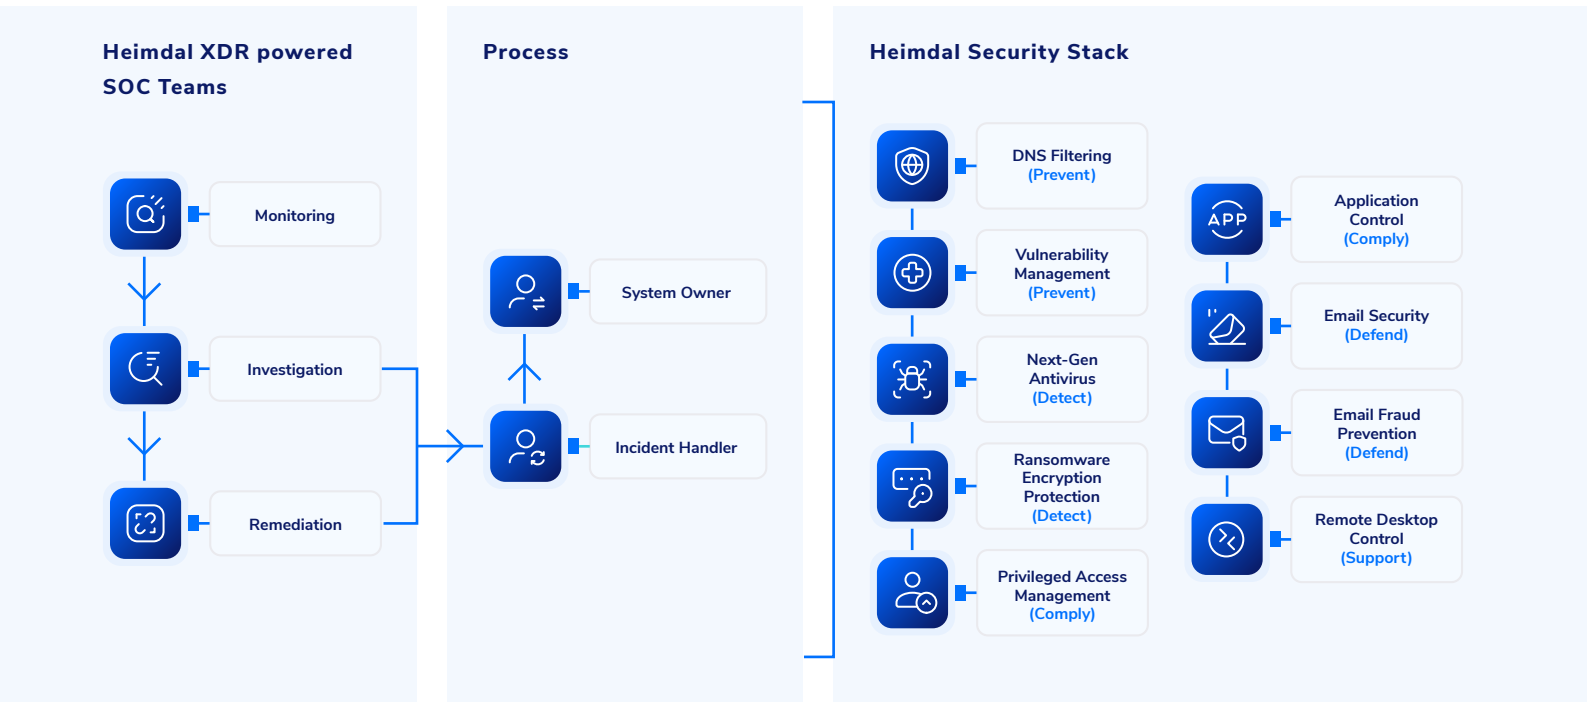 Heimdal XDR powered
SOC Teams
Monitoring
Investigation
Remediation
Process
System Owner
Incident Handler
Heimdal Security Stack
DNS Filtering
(Prevent)
Vulnerability
Management
(Prevent)
Next-Gen
Antivirus
(Detect)
Ransomware
Encryption
Protection
(Detect)
Privileged Access
Management
(Comply)
APP
Application
Control
(Comply)
Email Security
(Defend)
Email Fraud
Prevention
(Defend)
Remote Desktop
Control
(Support)